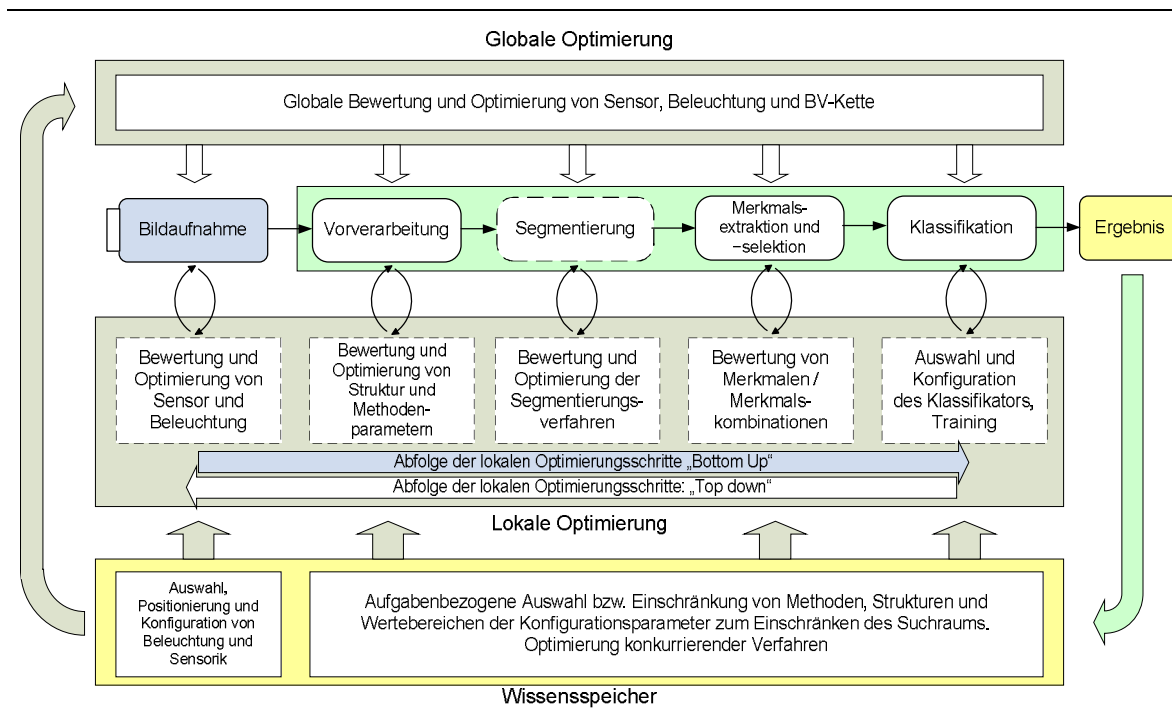 Globale Optimierung
Globale Bewertung und Optimierung von Sensor, Beleuchtung und BV-Kette
Bildaufnahme
Vorverarbeitung
Segmentierung
Merkmals-
extraktion und
–selektion
Klassifikation
Ergebnis
Bewertung und
Optimierung von
Sensor und
Beleuchtung
Bewertung und
Optimierung von
Struktur und
Methoden-
parametern
Bewertung und
Optimierung der
Segmentierungs-
verfahren
Bewertung von
Merkmalen /
Merkmals-
kombinationen
Auswahl und
Konfiguration
des Klassifikators,
Training
Abfolge der lokalen Optimierungsschritte „Bottom Up“
Abfolge der lokalen Optimierungsschritte: „Top down“
Lokale Optimierung
Auswahl,
Positionierung und
Konfiguration von
Beleuchtung und
Sensorik
Aufgabenbezogene Auswahl bzw. Einschränkung von Methoden, Strukturen und
Wertebereichen der Konfigurationsparameter zum Einschränken des Suchraums.
Optimierung konkurrierender Verfahren
Wissensspeicher